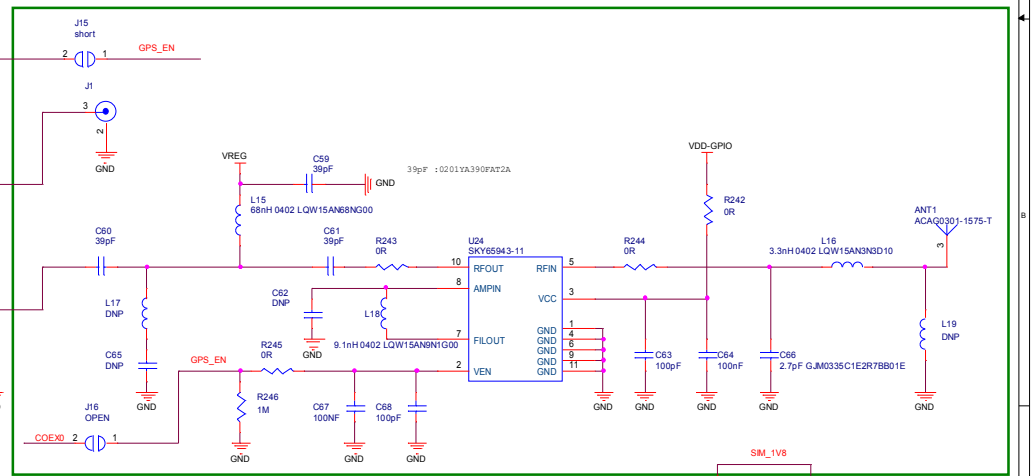 J15
short
2
1
GPS_EN
J1
3
2
GND
VREG
C59
39pF
GND
39pF :0201YA390FAT2A
VDD-GPIO
R242
0R
ANT1
ACAG0301-1575-T
3
B
L15
68nH 0402 LQW15AN68NG00
C60
39pF
C61
39pF
R243
0R
U24
SKY65943-11
R244
0R
L16
3.3nH 0402 LQW15AN3N3D10
10
RFOUT
RFIN
5
8
AMPIN
VCC
3
7
FILOUT
2
VEN
GND
1
GND
4
GND
6
GND
9
GND
11
L17
DNP
C62
DNP
L18
9.1nH 0402 LQW15AN9N1G00
GND
C65
DNP
GND
GPS_EN
R245
0R
R246
1M
C67
100NF
C68
100pF
GND
GND
GND
C63
100pF
C64
100nF
C66
2.7pF GJM0335C1E2R7BB01E
L19
DNP
GND
GND
GND
GND
GND
J16
OPEN
COEX0
2
1
SIM_1V8